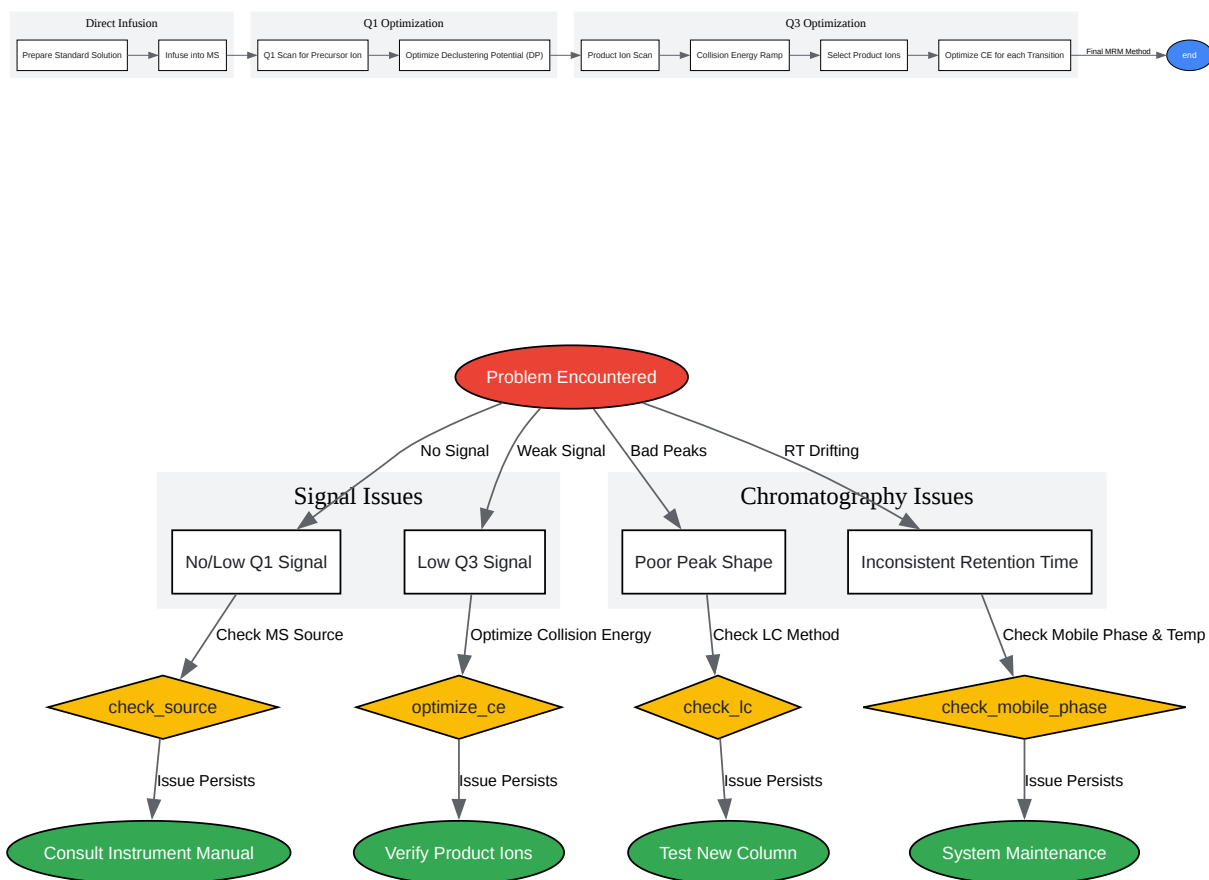 Direct Infusion
Q1 Optimization
Q3 Optimization
Prepare Standard Solution
Infuse into MS
Q1 Scan for Precursor Ion
Optimize Declustering Potential (DP)
Product Ion Scan
Collision Energy Ramp
Select Product Ions
Optimize CE for each Transition
Final MRM Method
end
Problem Encountered
No Signal
Weak Signal
Bad Peaks
RT Drifting
Signal Issues
Chromatography Issues
No/Low Q1 Signal
Low Q3 Signal
Poor Peak Shape
Inconsistent Retention Time
Check MS Source
Optimize Collision Energy
Check LC Method
Check Mobile Phase & Temp
check_source
optimize_ce
check_lc
check_mobile_phase
Issue Persists
Issue Persists
Issue Persists
Issue Persists
Consult Instrument Manual
Verify Product Ions
Test New Column
System Maintenance